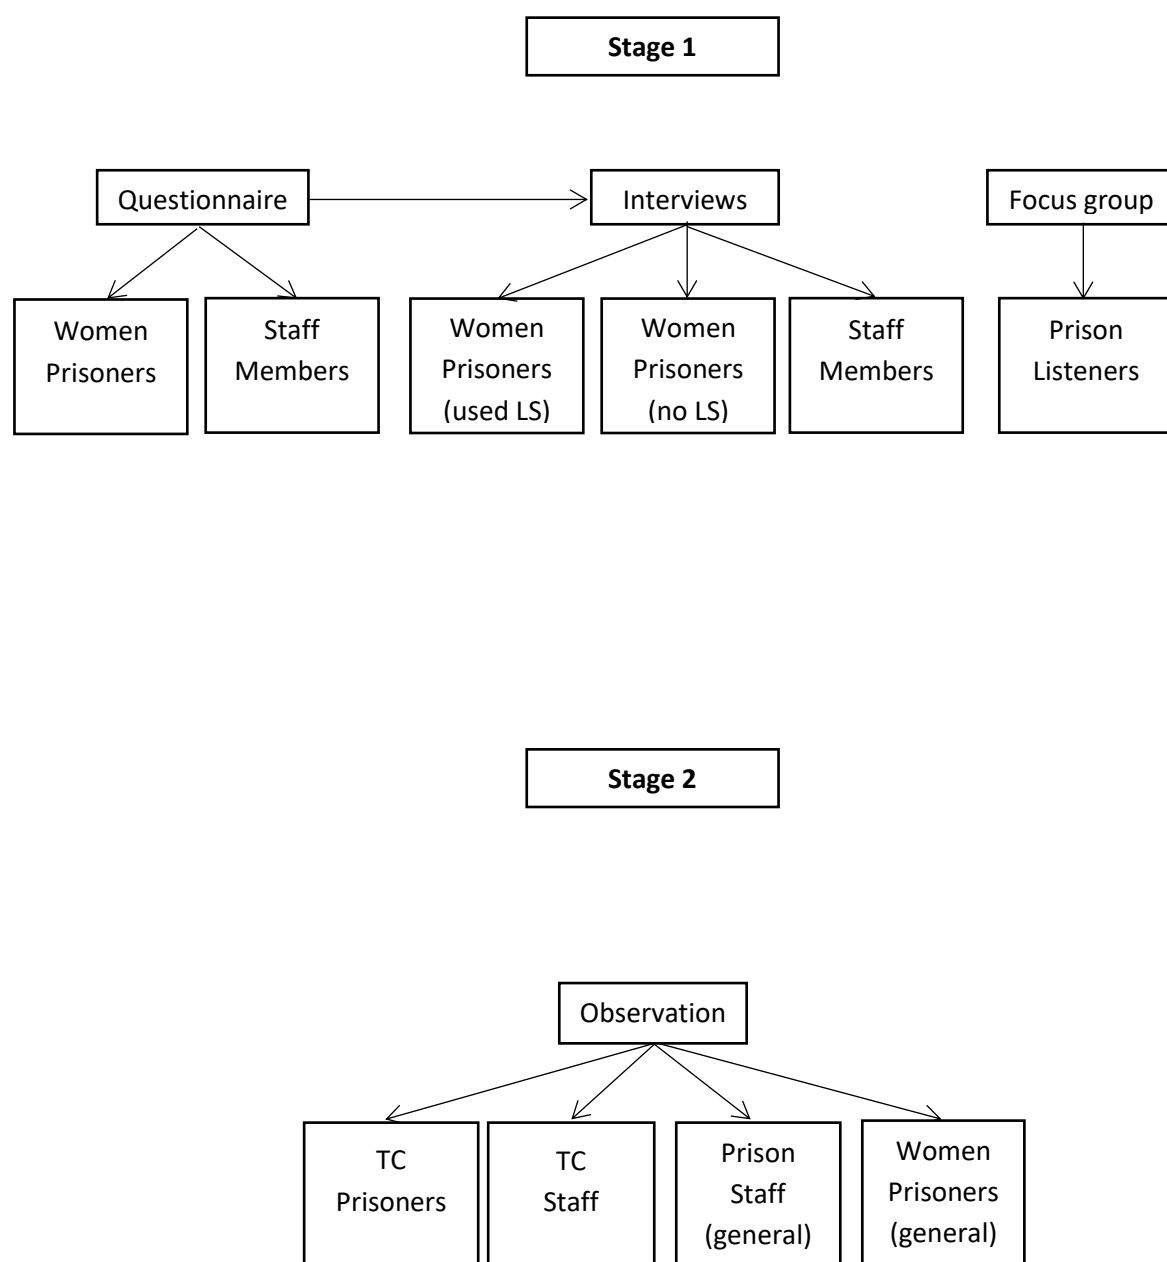 Stage 1
Questionnaire
Interviews
Focus group
Women
Prisoners
Staff
Members
Women
Prisoners
(used LS)
Women
Prisoners
(no LS)
Staff
Members
Prison
Listeners
Stage 2
Observation
TC
Prisoners
TC
Staff
Prison
Staff
(general)
Women
Prisoners
(general)